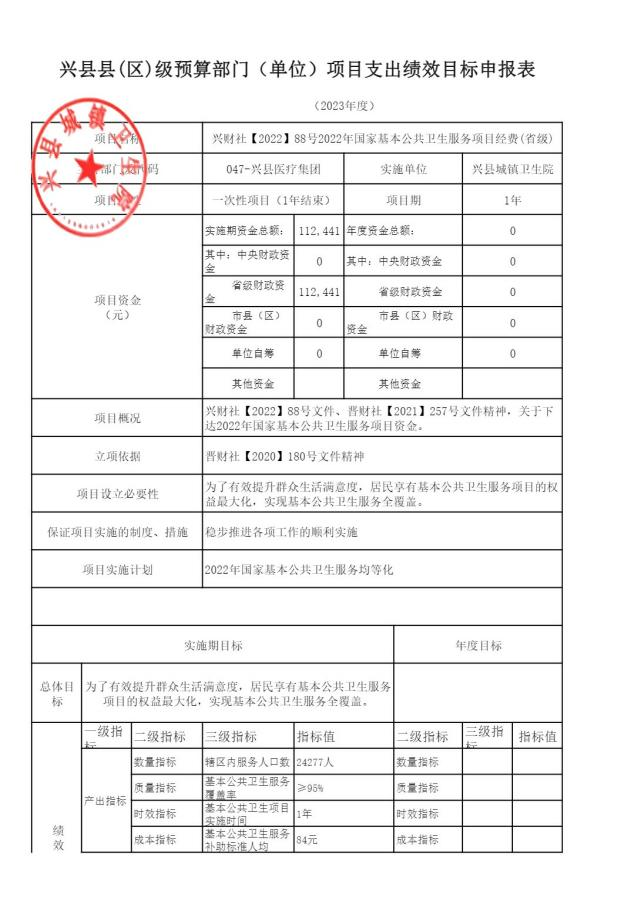 兴县县(区)级预算部门（单位）项目支出绩效目标申报表
（2023年度）
项目名称 兴财社【2022】88号2022年国家基本公共卫生服务项目经费(省级)
047-兴县医疗集团 实施单位 兴县城镇卫生院
一次性项目（1年结束） 项目期 1年
项目资金
（元）
实施期资金总额： 112,441 年度资金总额： 0
其中：中央财政资金 0 其中：中央财政资金 0
省级财政资金 112,441 省级财政资金 0
市县（区）财政资金 0 市县（区）财政资金 0
单位自筹 0 单位自筹 0
其他资金 其他资金
项目概况 兴财社【2022】88号文件、晋财社【2021】257号文件精神，关于下
达2022年国家基本公共卫生服务项目资金。
立项依据 晋财社【2020】180号文件精神
项目设立必要性 为了有效提升群众生活满意度，居民享有基本公共卫生服务项目的权
益最大化，实现基本公共卫生服务全覆盖。
保证项目实施的制度、措施 稳步推进各项工作的顺利实施
项目实施计划 2022年国家基本公共卫生服务均等化
实施期目标 年度目标
总体目标 为了有效提升群众生活满意度，居民享有基本公共卫生服务
项目的权益最大化，实现基本公共卫生服务全覆盖。
绩
效
一级指标 二级指标 三级指标 指标值 二级指标 三级指标 指标值
产出指标
数量指标 辖区内服务人口数 24277人 数量指标
质量指标 基本公共卫生服务覆盖率 ≥95% 质量指标
时效指标 基本公共卫生项目实施时间 1年 时效指标
成本指标 基本公共卫生服务补助标准人均 84元 成本指标
兴县城镇卫生院